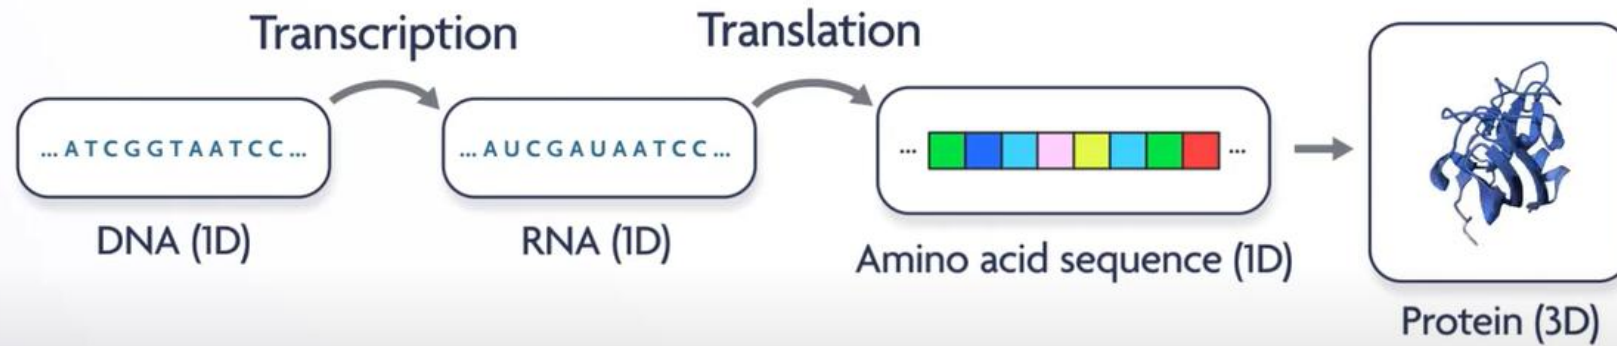 Transcription
Translation
...ATCGGTAATCC...
...AUCGAUAATCC...
... ...
DNA (1D)
RNA (1D)
Amino acid sequence (1D)
Protein (3D)